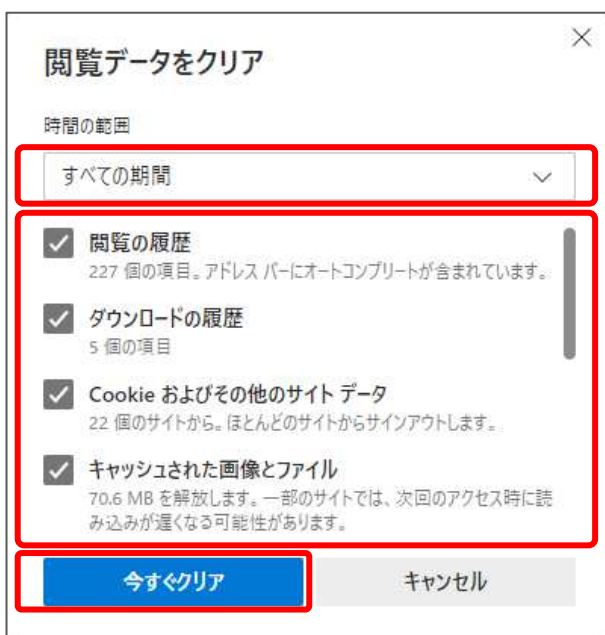 閲覧データをクリア
時間の範囲
すべての期間
閲覧の履歴
227 個の項目。アドレス バーにオートコンプリートが含まれています。
ダウンロードの履歴
5 個の項目
Cookie およびその他のサイト データ
22 個のサイトから。ほとんどのサイトからサインアウトします。
キャッシュされた画像とファイル
70.6 MB を解放します。一部のサイトでは、次回のアクセス時に読
み込みが遅くなる可能性があります。
今すぐクリア
キャンセル